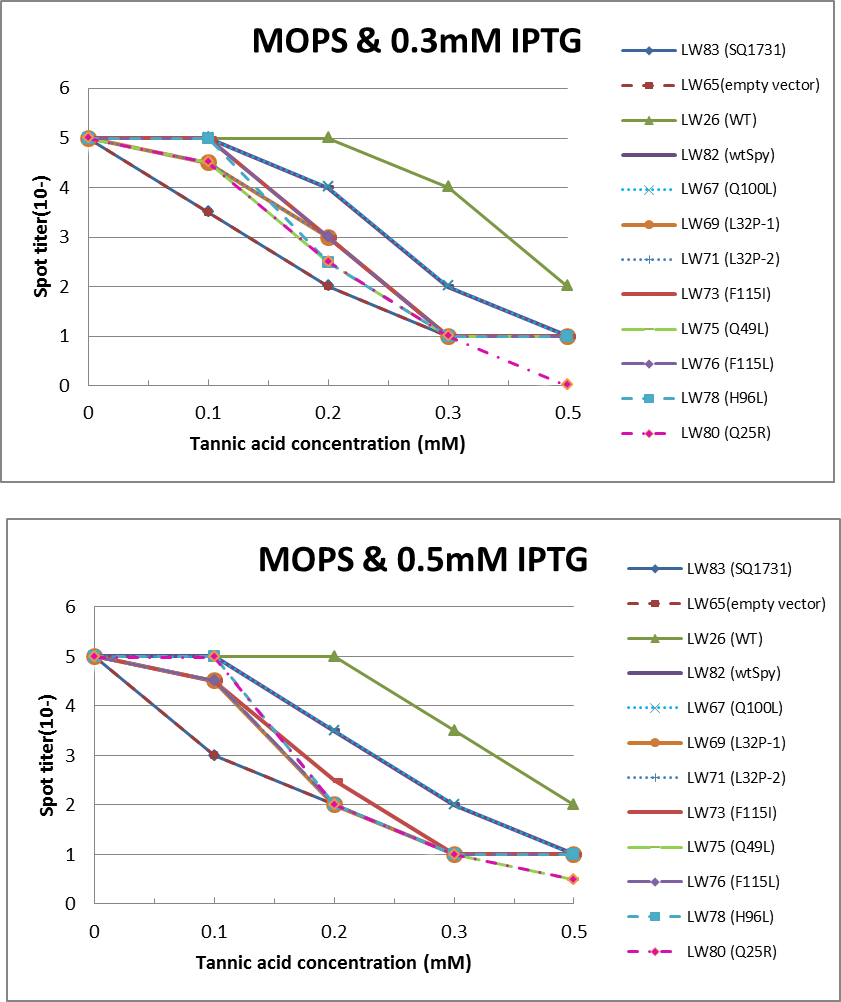 MOPS & 0.3mM IPTG
6
5
4
3
2
1
0
Spot titer(10-)
0 0.1 0.2 0.3 0.5
Tannic acid concentration (mM)
LW83 (SQ1731)
LW65(empty vector)
LW26 (WT)
LW82 (wtSpy)
LW67 (Q100L)
LW69 (L32P-1)
LW71 (L32P-2)
LW73 (F115I)
LW75 (Q49L)
LW76 (F115L)
LW78 (H96L)
LW80 (Q25R)
MOPS & 0.5mM IPTG
6
5
4
3
2
1
0
Spot titer(10-)
0 0.1 0.2 0.3 0.5
Tannic acid concentration (mM)
LW83 (SQ1731)
LW65(empty vector)
LW26 (WT)
LW82 (wtSpy)
LW67 (Q100L)
LW69 (L32P-1)
LW71 (L32P-2)
LW73 (F115I)
LW75 (Q49L)
LW76 (F115L)
LW78 (H96L)
LW80 (Q25R)